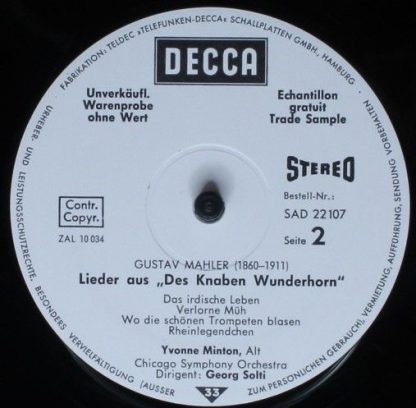 FABRIKATION: TELDEC »TELEFUNKEN-DECCA« SCHALLPLATTEN GMBH., HAMBURG · URHEBER- UND LEISTUNGSSCHUTZRECHTE, BESONDERS VERVIELFÄLTIGUNG (AUSSER ZUM PERSÖNLICHEN GEBRAUCH), VERMIETUNG, AUFFÜHRUNG, SENDUNG VORBEHALTEN
DECCA
Unverkäufl.
Warenprobe
ohne Wert
Echantillon
gratuit
Trade Sample
STEREO
Contr.
Copyr.
ZAL 10 034
Bestell-Nr.:
SAD 22107
Seite 2
GUSTAV MAHLER (1860–1911)
Lieder aus „Des Knaben Wunderhorn“
Das irdische Leben
Verlorne Müh
Wo die schönen Trompeten blasen
Rheinlegendchen
Yvonne Minton, Alt
Chicago Symphony Orchestra
Dirigent: Georg Solti
33